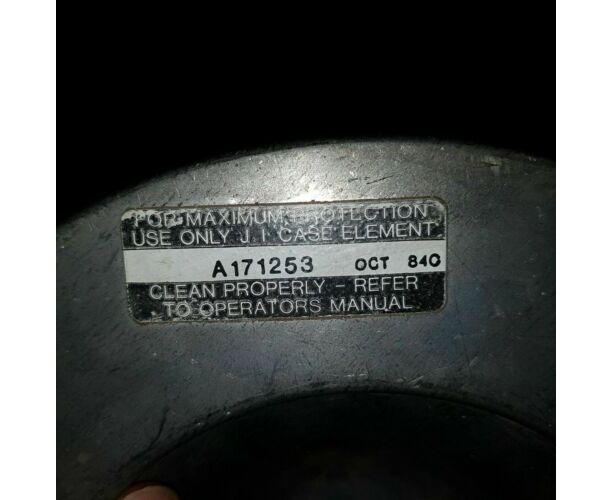 FOR MAXIMUM PROTECTION
USE ONLY J. I. CASE ELEMENT
A171253 OCT 84C
CLEAN PROPERLY - REFER
TO OPERATORS MANUAL